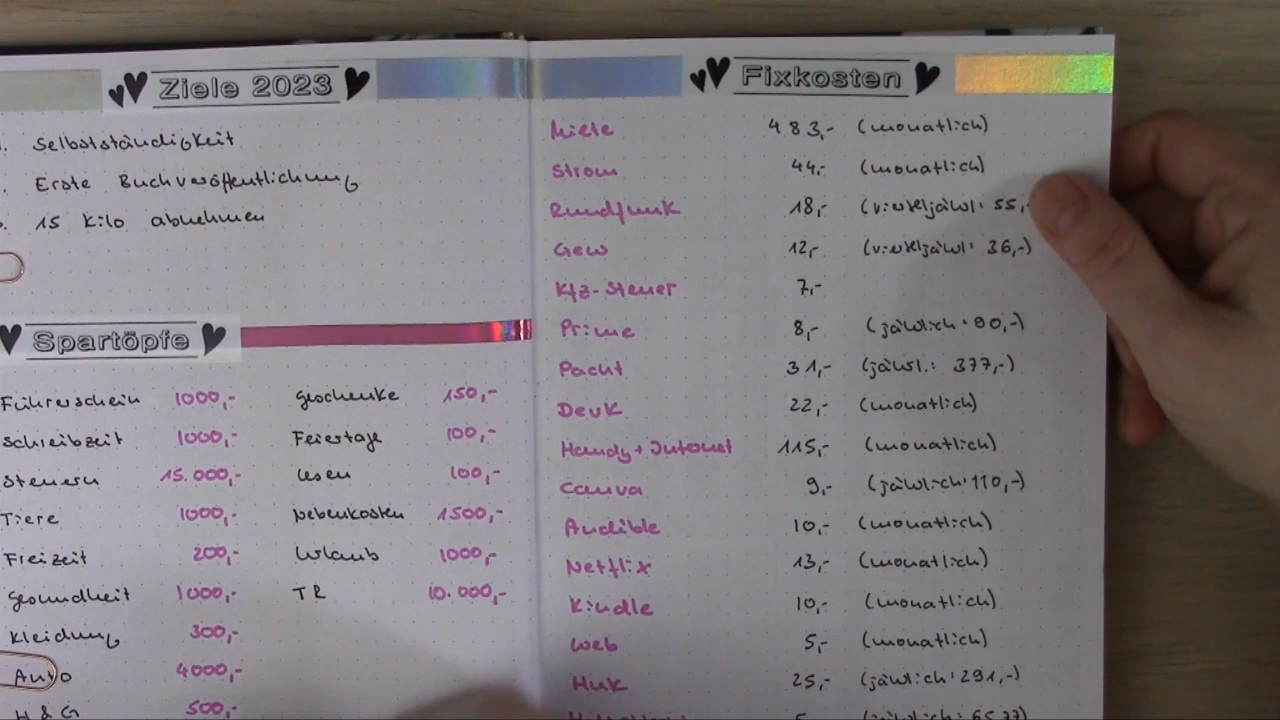 Ziele 2023
Selbstständigkeit
Erste Buchveröffentlichung
15 Kilo abnehmen
Spartöpfe
Führerschein 1000,- Geschenke 150,-
Schreibzeit 1000,- Feiertage 100,-
Steuern 15.000,- Lesen 100,-
Tiere 1000,- Nebenkosten 1500,-
Freizeit 200,- Urlaub 1000,-
Gesundheit 1000,- TR 10.000,-
Kleidung 300,-
Auto 4000,-
H & G 500,-
Fixkosten
Miete 483,- (monatlich)
Strom 44,- (monatlich)
Rundfunk 18,- (vierteljährl: 55,-
Gew 12,- (vierteljährl: 36,-)
Kfz-Steuer 7,-
Prime 8,- (jährlich: 90,-)
Pacht 31,- (jährl.: 377,-)
Devk 22,- (monatlich)
Handy + Internet 115,- (monatlich)
Canva 9,- (jährlich: 110,-)
Audible 10,- (monatlich)
Netflix 13,- (monatlich)
Kindle 10,- (monatlich)
Web 5,- (monatlich)
Huk 25,- (jährlich: 291,-)